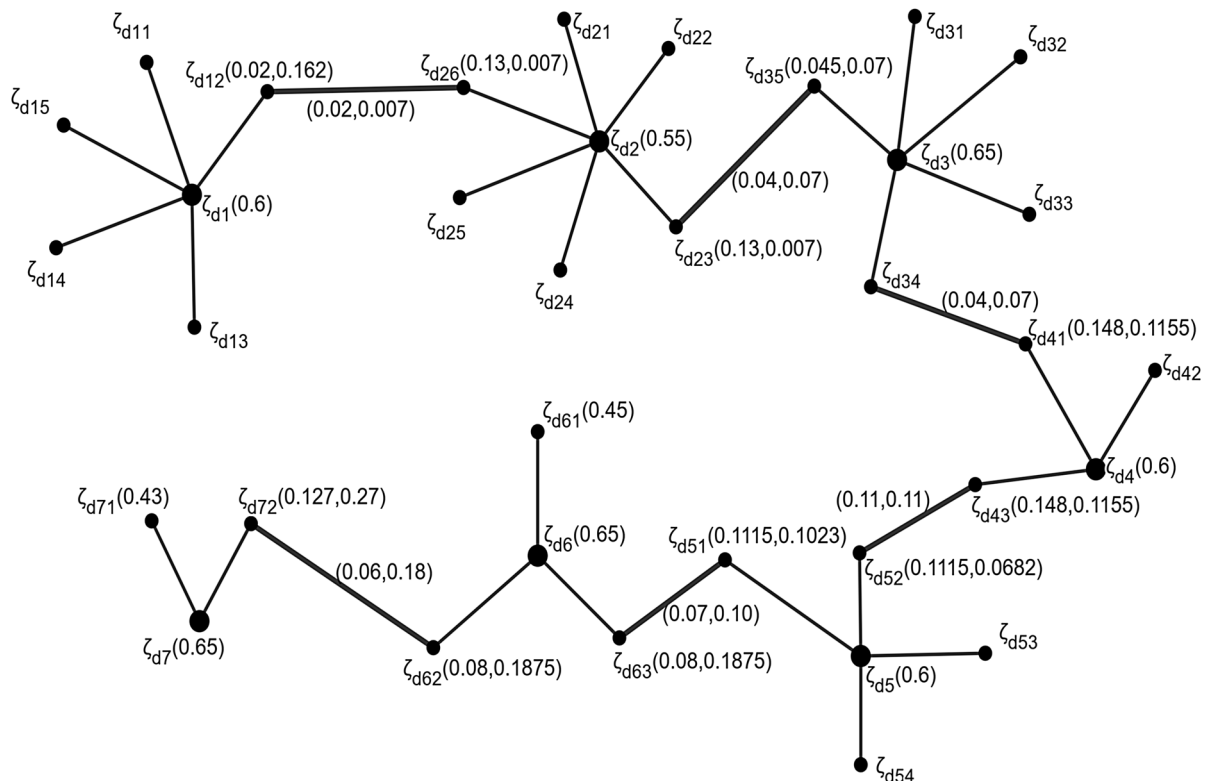 ζd11
ζd12(0.02,0.162)
ζd15
ζd1(0.6)
ζd14
ζd13
(0.02,0.007)
ζd26(0.13,0.007)
ζd21
ζd22
ζd2(0.55)
ζd25
ζd24
ζd23(0.13,0.007)
(0.04,0.07)
ζd35(0.045,0.07)
ζd31
ζd32
ζd3(0.65)
ζd33
ζd34
(0.04,0.07)
ζd41(0.148,0.1155)
ζd42
ζd4(0.6)
ζd43(0.148,0.1155)
(0.11,0.11)
ζd52(0.1115,0.0682)
ζd51(0.1115,0.1023)
ζd53
ζd5(0.6)
ζd54
(0.07,0.10)
ζd63(0.08,0.1875)
ζd61(0.45)
ζd6(0.65)
ζd62(0.08,0.1875)
(0.06,0.18)
ζd72(0.127,0.27)
ζd71(0.43)
ζd7(0.65)